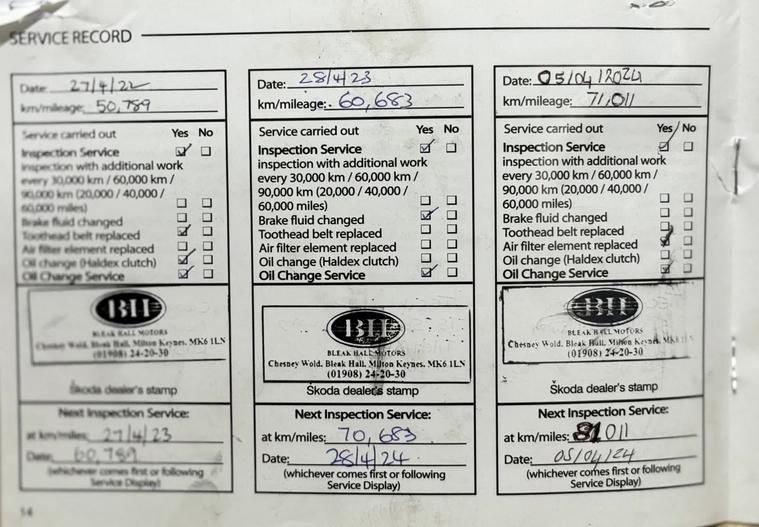 SERVICE RECORD
Date: 27/4/22
km/mileage: 50,789
Service carried out Yes No
Inspection Service
inspection with additional work
every 30,000 km / 60,000 km /
90,000 km (20,000 / 40,000 /
60,000 miles)
Brake fluid changed
Toothead belt replaced
Air filter element replaced
Oil change (Haldex clutch)
Oil Change Service
BH
BLEAK HALL MOTORS
Chesney Wold, Bleak Hall, Milton Keynes, MK6 1LN
(01908) 24-20-30
Škoda dealer's stamp
Next Inspection Service:
at km/miles: 27/4/23
Date: 60,789
(whichever comes first or following
Service Display)
14
Date: 28/4/23
km/mileage: 60,683
Service carried out Yes No
Inspection Service
inspection with additional work
every 30,000 km / 60,000 km /
90,000 km (20,000 / 40,000 /
60,000 miles)
Brake fluid changed
Toothead belt replaced
Air filter element replaced
Oil change (Haldex clutch)
Oil Change Service
BH
BLEAK HALL MOTORS
Chesney Wold, Bleak Hall, Milton Keynes, MK6 1LN
(01908) 24-20-30
Škoda dealer's stamp
Next Inspection Service:
at km/miles: 70,683
Date: 28/4/24
(whichever comes first or following
Service Display)
Date: 05/04/2024
km/mileage: 71,011
Service carried out Yes No
Inspection Service
inspection with additional work
every 30,000 km / 60,000 km /
90,000 km (20,000 / 40,000 /
60,000 miles)
Brake fluid changed
Toothead belt replaced
Air filter element replaced
Oil change (Haldex clutch)
Oil Change Service
BH
BLEAK HALL MOTORS
Chesney Wold, Bleak Hall, Milton Keynes, MK6 1LN
(01908) 24-20-30
Škoda dealer's stamp
Next Inspection Service:
at km/miles: 81011
Date: 05/04/24
(whichever comes first or following
Service Display)